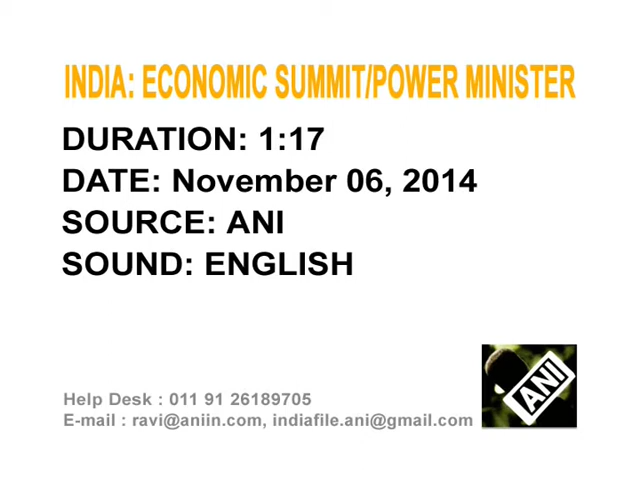 INDIA: ECONOMIC SUMMIT/POWER MINISTER
DURATION: 1:17
DATE: November 06, 2014
SOURCE: ANI
SOUND: ENGLISH
Help Desk : 011 91 26189705
E-mail : ravi@aniin.com, indiafile.ani@gmail.com
ANI